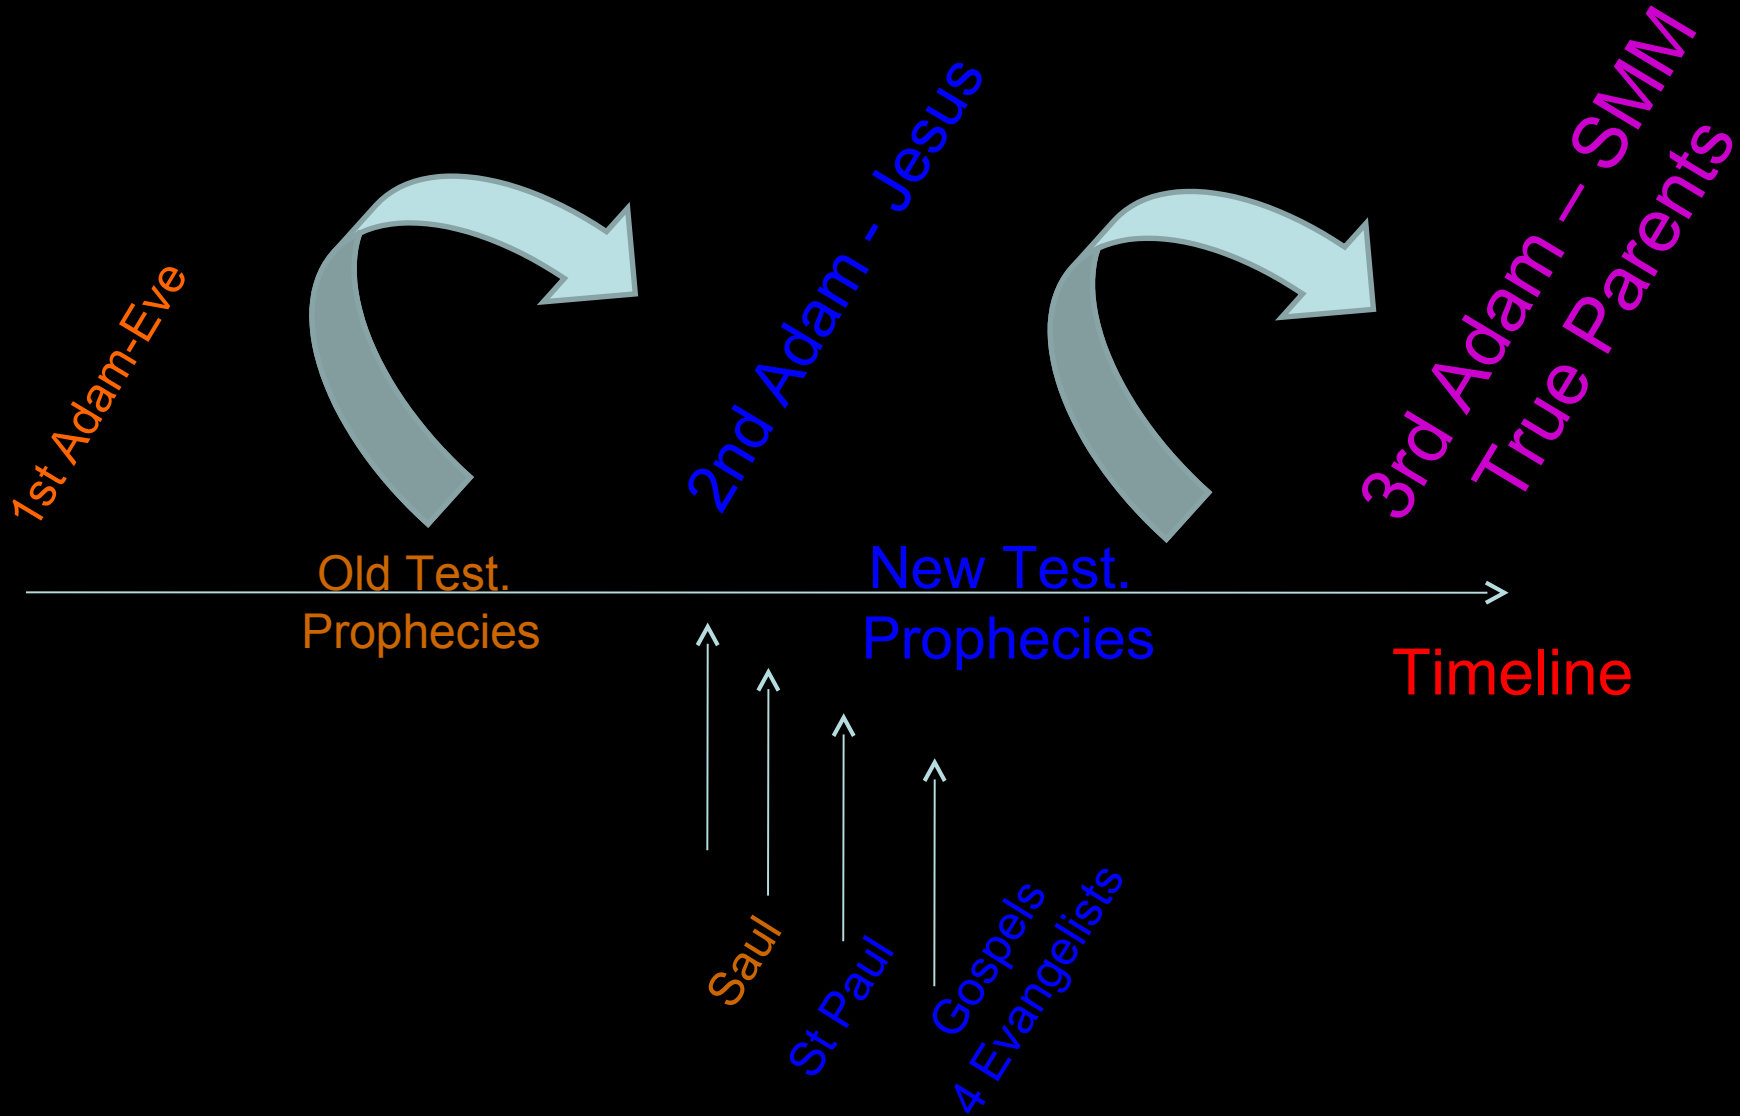 1st Adam-Eve
2nd Adam - Jesus
3rd Adam – SMM
True Parents
Old Test.
Prophecies
New Test.
Prophecies
Timeline
Saul
St Paul
Gospels
4 Evangelists